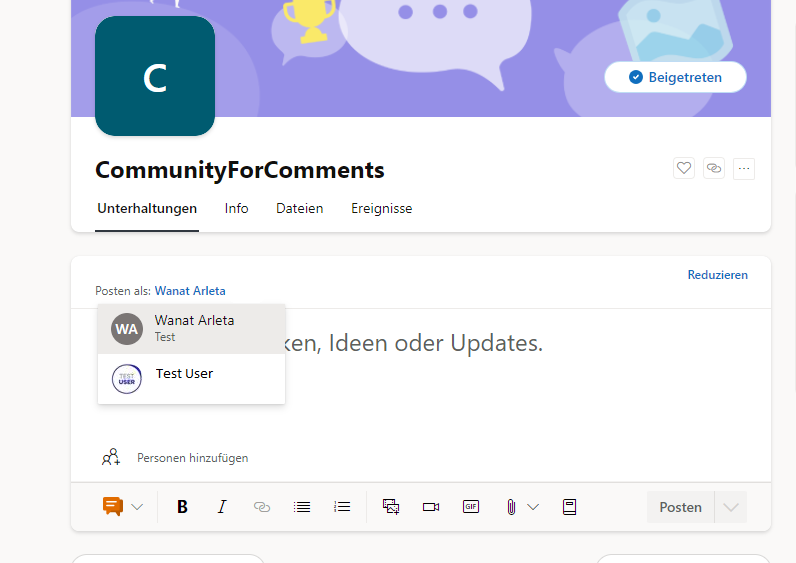 C
Beigetreten
CommunityForComments
Unterhaltungen Info Dateien Ereignisse
Reduzieren
Posten als: Wanat Arleta
WA Wanat Arleta
Test
ken, Ideen oder Updates.
TEST USER Test User
Personen hinzufügen
B I GIF Posten